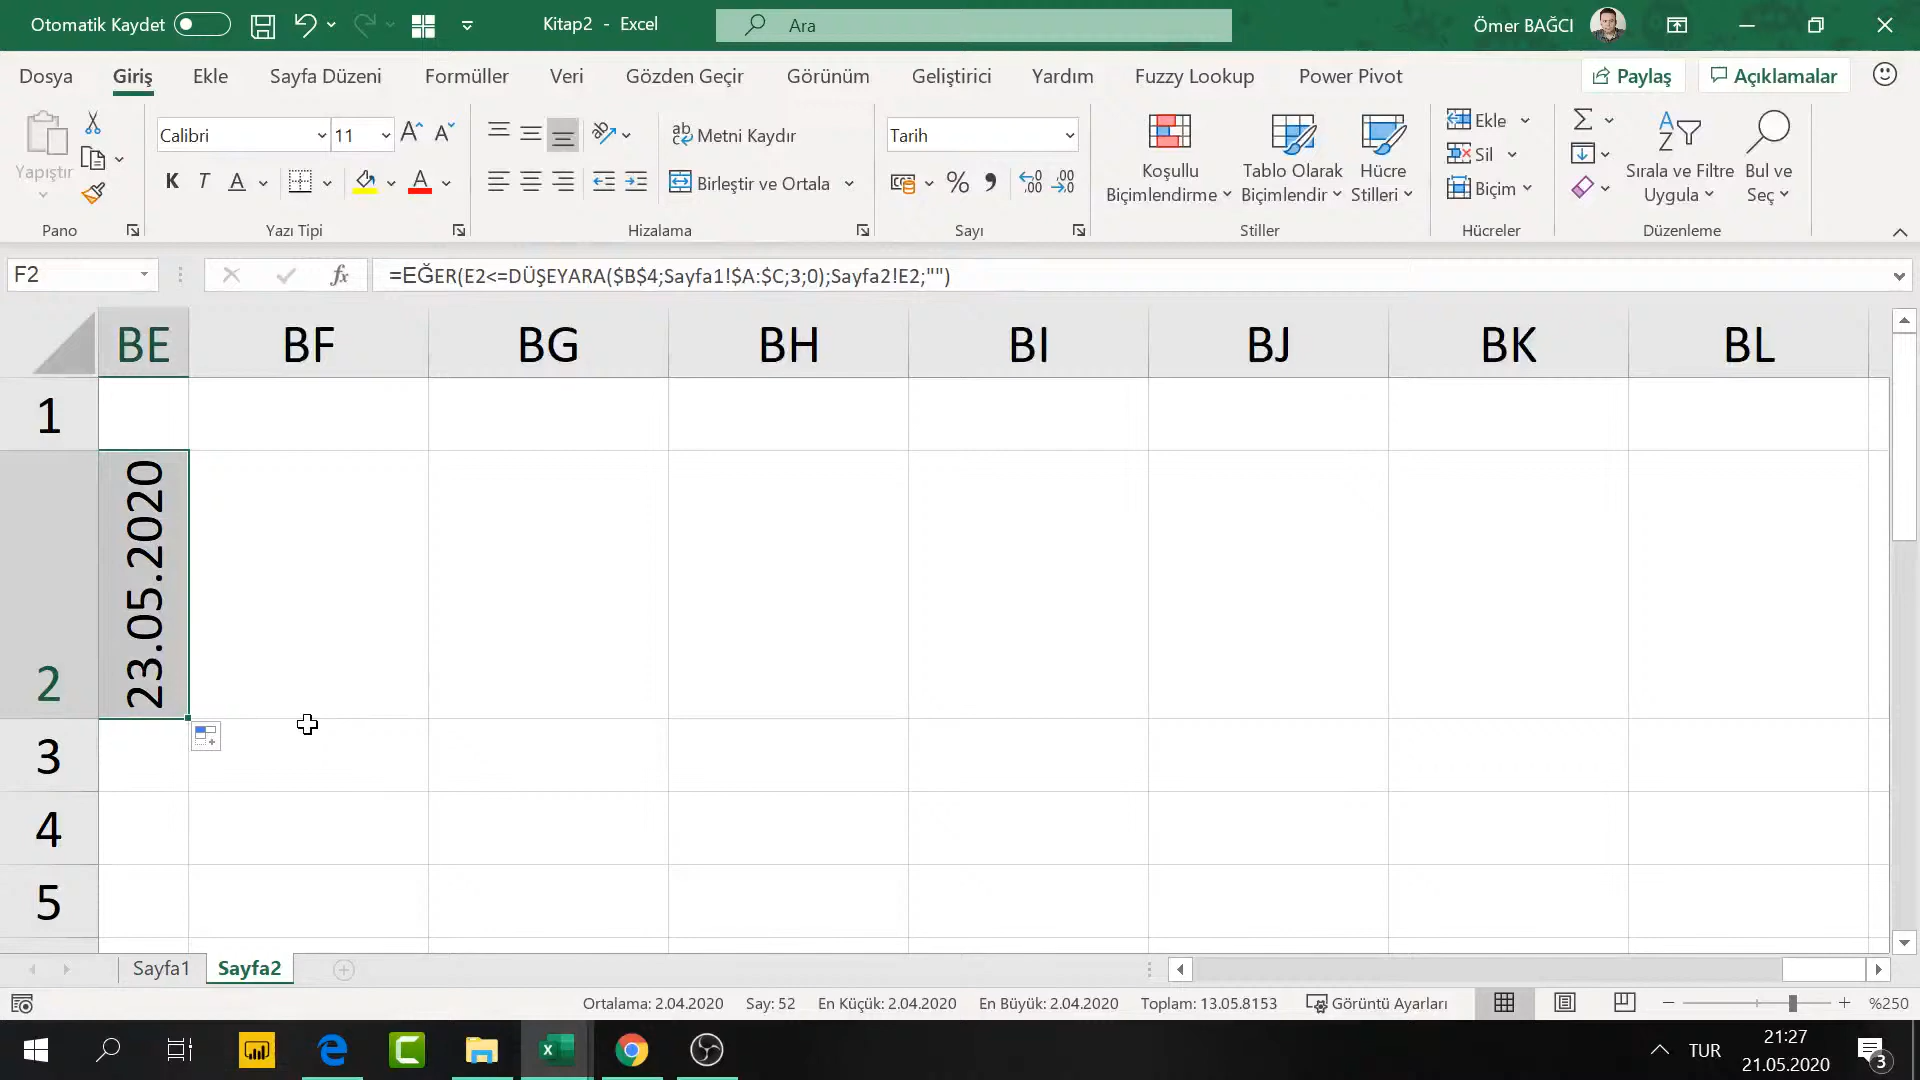 Otomatik Kaydet
Kitap2 - Excel
Ara
Ömer BAĞCI
Dosya
Giriş
Ekle
Sayfa Düzeni
Formüller
Veri
Gözden Geçir
Görünüm
Geliştirici
Yardım
Fuzzy Lookup
Power Pivot
Paylaş
Açıklamalar
Yapıştır
Pano
Calibri
11
K T A
A
Yazı Tipi
ab Metni Kaydır
Birleştir ve Ortala
Hizalama
Tarih
%
Sayı
Koşullu
Biçimlendirme
Tablo Olarak
Biçimlendir
Hücre
Stilleri
Stiller
Ekle
Sil
Biçim
Hücreler
Sırala ve Filtre
Uygula
Bul ve
Seç
Düzenleme
F2
fx
=EĞER(E2<=DÜŞEYARA($B$4;Sayfa1!$A:$C;3;0);Sayfa2!E2;"")
BE BF BG BH BI BJ BK BL
1
2
23.05.2020
3
4
5
Sayfa1
Sayfa2
Ortalama: 2.04.2020
Say: 52
En Küçük: 2.04.2020
En Büyük: 2.04.2020
Toplam: 13.05.8153
Görüntü Ayarları
%250
TUR
21:27
21.05.2020
3